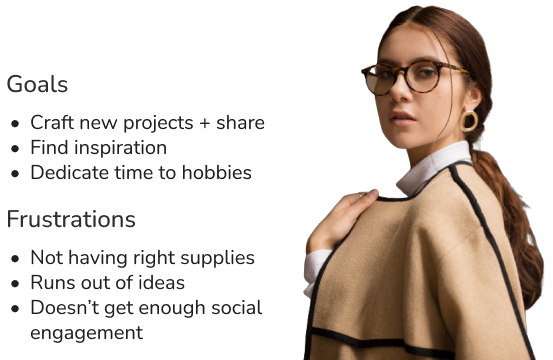 Goals
• Craft new projects + share
• Find inspiration
• Dedicate time to hobbies
Frustrations
• Not having right supplies
• Runs out of ideas
• Doesn’t get enough social
engagement